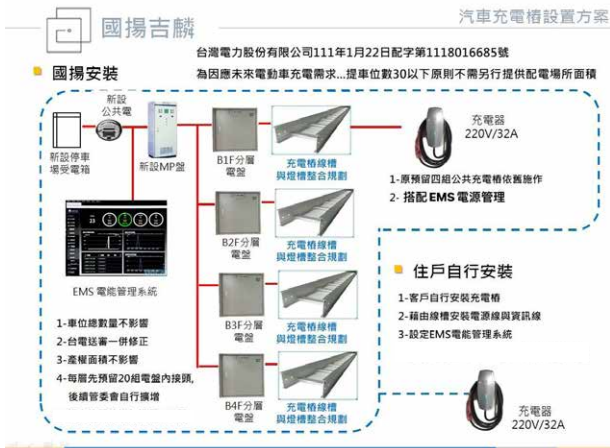 國揚吉麟
汽車充電樁設置方案
台灣電力股份有限公司111年1月22日配字第1118016685號
為因應未來電動車充電需求...提車位數30以下原則不需另行提供配電場所面積
國揚安裝
新設
公共電
新設停車
場受電箱
新設MP盤
B1F分層
電盤
充電樁線槽
與燈槽整合規劃
充電器
220V/32A
1-原預留四組公共充電樁依舊施作
2- 搭配EMS電源管理
B2F分層
電盤
充電樁線槽
與燈槽整合規劃
EMS 電能管理系統
1-車位總數量不影響
2-台電送審一併修正
3-產權面積不影響
4-每層先預留20組電盤內接頭,
後續管委會自行擴增
B3F分層
電盤
充電樁線槽
與燈槽整合規劃
B4F分層
電盤
充電樁線槽
與燈槽整合規劃
住戶自行安裝
1-客戶自行安裝充電樁
2-藉由線槽安裝電源線與資訊線
3-設定EMS電能管理系統
充電器
220V/32A